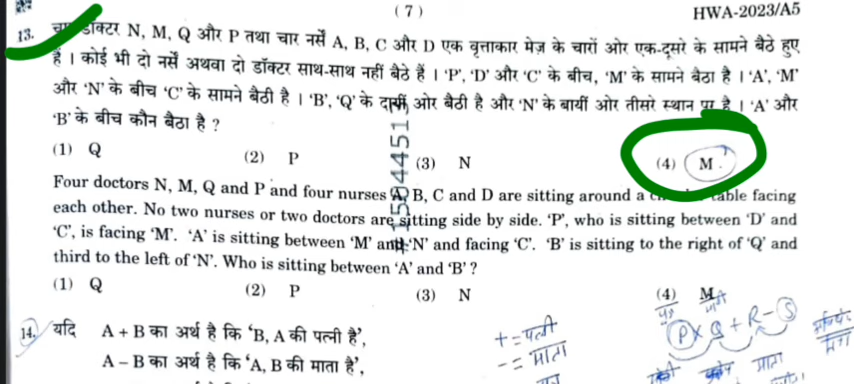 ( 7 )
HWA-2023/A5
13. चार डॉक्टर N, M, Q और P तथा चार नर्सें A, B, C और D एक वृत्ताकार मेज़ के चारों ओर एक-दूसरे के सामने बैठे हुए
हैं । कोई भी दो नर्सें अथवा दो डॉक्टर साथ-साथ नहीं बैठे हैं । ‘P’, ‘D’ और ‘C’ के बीच, ‘M’ के सामने बैठा है । ‘A’, ‘M’
और ‘N’ के बीच ‘C’ के सामने बैठी है । ‘B’, ‘Q’ के दायीं ओर बैठी है और ‘N’ के बायीं ओर तीसरे स्थान पर है । ‘A’ और
‘B’ के बीच कौन बैठा है ?
(1) Q (2) P (3) N (4) M
Four doctors N, M, Q and P and four nurses A, B, C and D are sitting around a table facing
each other. No two nurses or two doctors are sitting side by side. ‘P’, who is sitting between ‘D’ and
‘C’, is facing ‘M’. ‘A’ is sitting between ‘M’ and ‘N’ and facing ‘C’. ‘B’ is sitting to the right of ‘Q’ and
third to the left of ‘N’. Who is sitting between ‘A’ and ‘B’ ?
(1) Q (2) P (3) N (4) M
14. यदि A + B का अर्थ है कि ‘B, A की पत्नी है’,
A – B का अर्थ है कि ‘A, B की माता है’,
+ = पत्नी
- = माता
P × Q + R - S